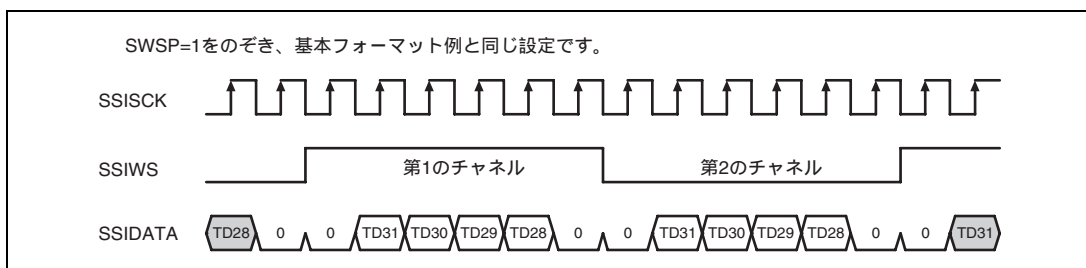 SWSP=1をのぞき、基本フォーマット例と同じ設定です。
SSISCK
SSIWS 第1のチャネル 第2のチャネル
SSIDATA TD28 0 0 TD31 TD30 TD29 TD28 0 0 TD31 TD30 TD29 TD28 0 0 TD31